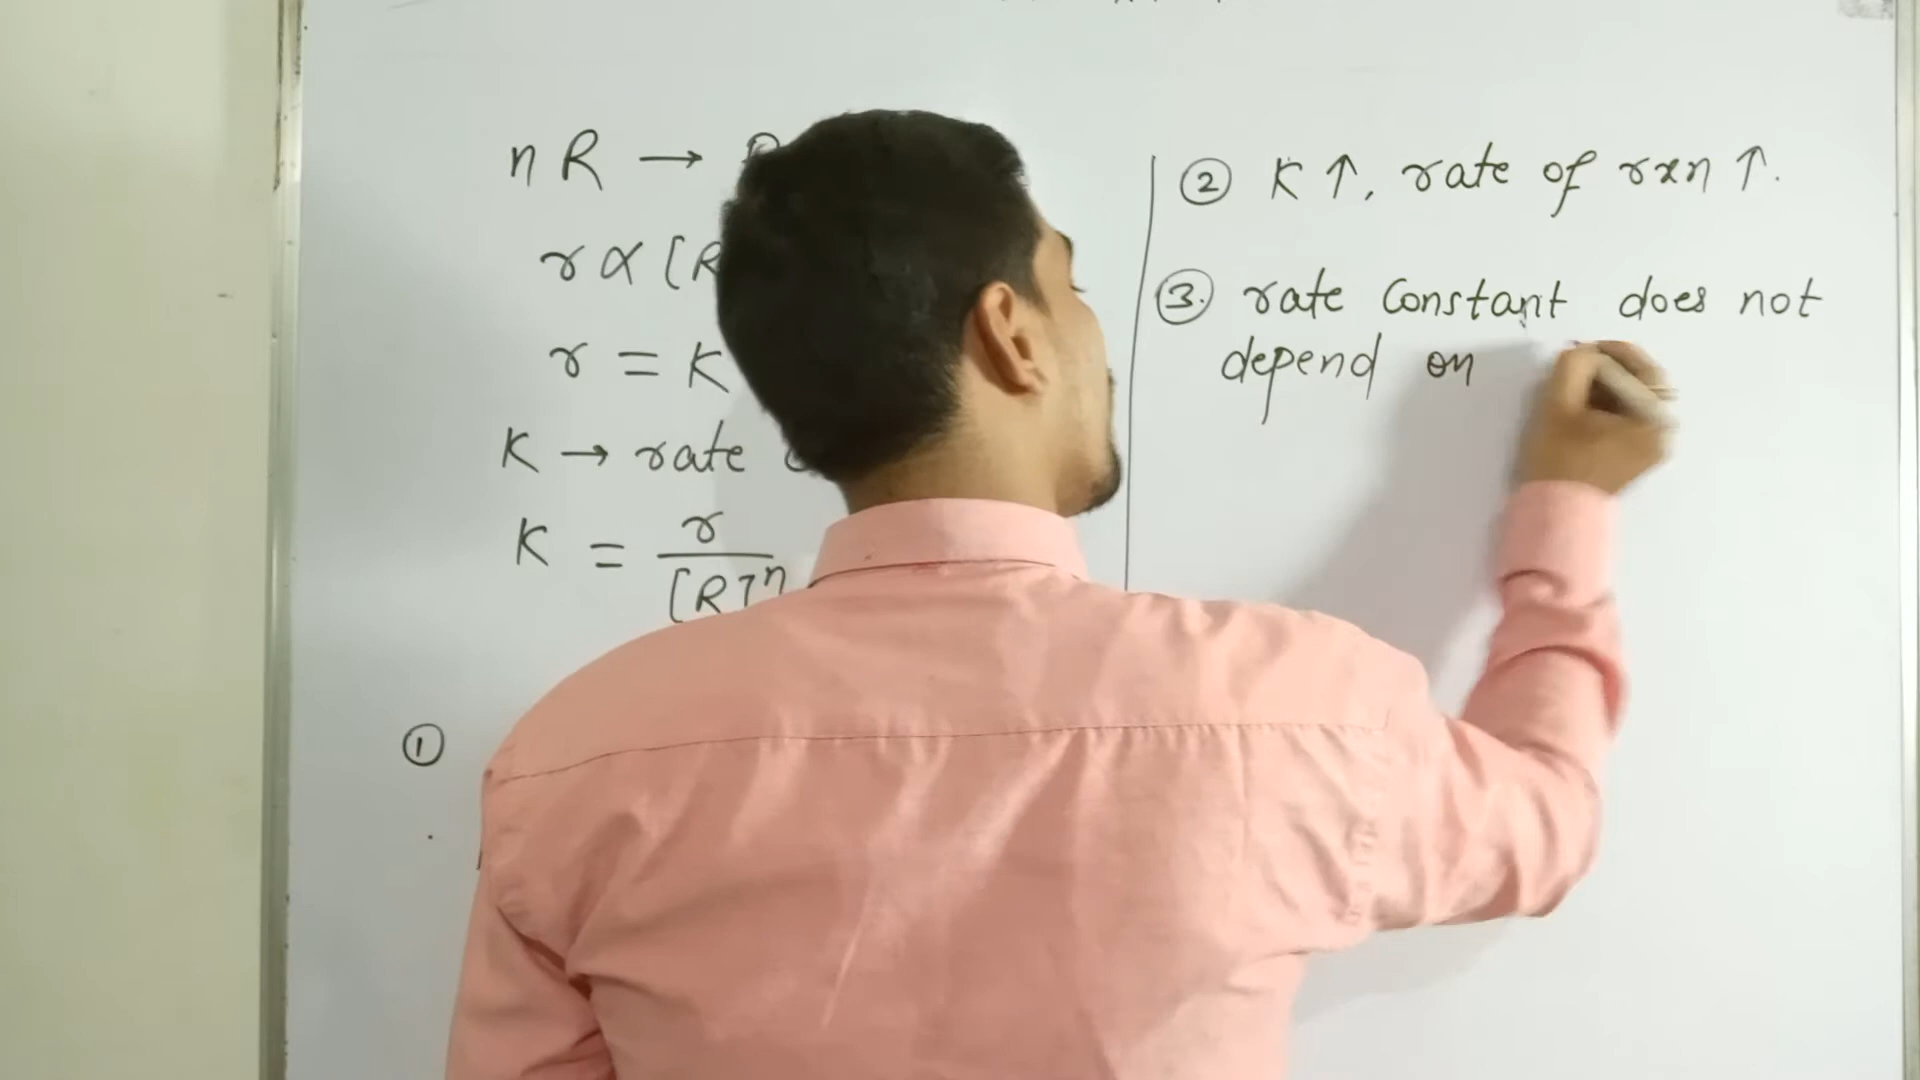 n R →
r ∝ [R
r = K
K → rate
K = r / [R]ⁿ
①
② K ↑, rate of rxn ↑.
③ rate Constant does not
depend on